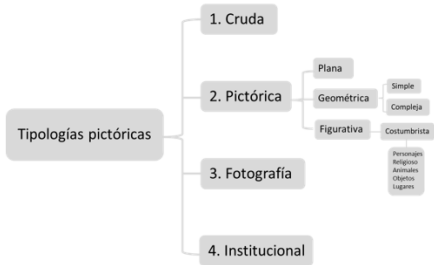 Tipologías pictóricas
1. Cruda
2. Pictórica
Plana
Geométrica
Simple
Compleja
Figurativa
Costumbrista
Personajes
Religioso
Animales
Objetos
Lugares
3. Fotografía
4. Institucional